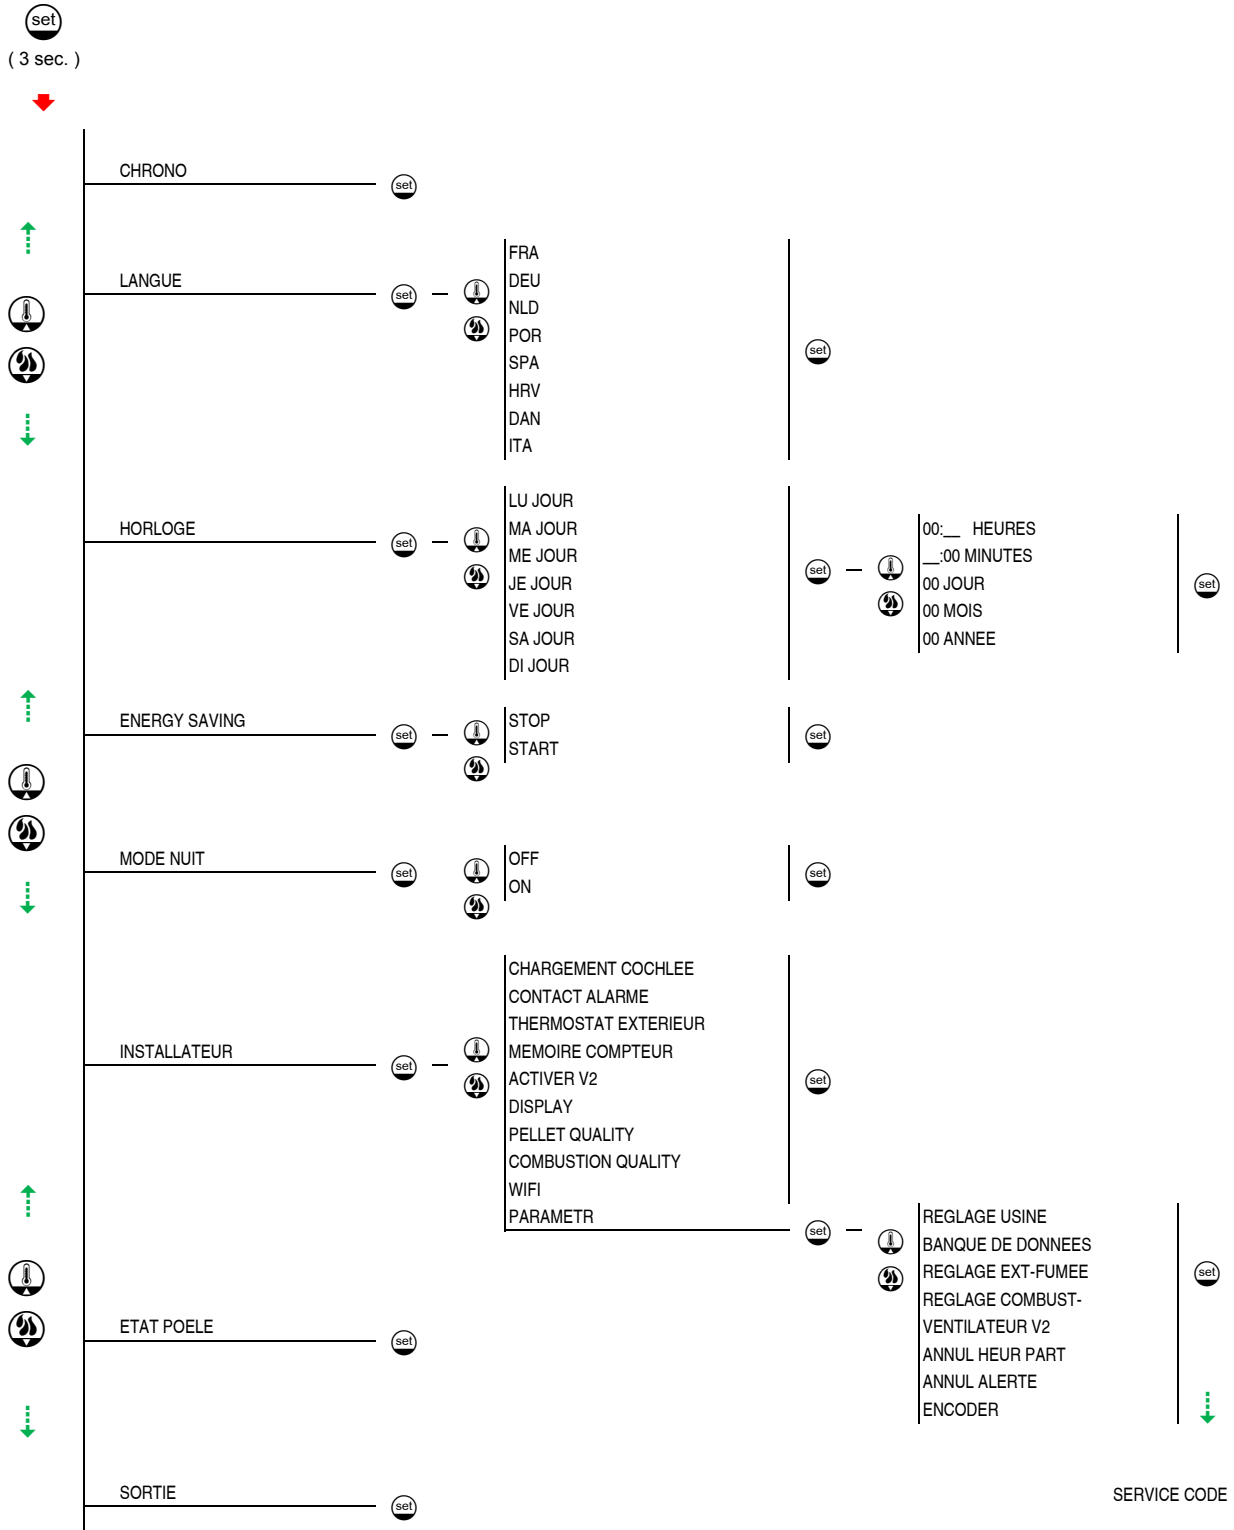 set
( 3 sec. )
CHRONO
set
LANGUE
set
FRA
DEU
NLD
POR
SPA
HRV
DAN
ITA
set
HORLOGE
set
LU JOUR
MA JOUR
ME JOUR
JE JOUR
VE JOUR
SA JOUR
DI JOUR
set
00:__ HEURES
__:00 MINUTES
00 JOUR
00 MOIS
00 ANNEE
set
ENERGY SAVING
set
STOP
START
set
MODE NUIT
set
OFF
ON
set
INSTALLATEUR
set
CHARGEMENT COCHLEE
CONTACT ALARME
THERMOSTAT EXTERIEUR
MEMOIRE COMPTEUR
ACTIVER V2
DISPLAY
PELLET QUALITY
COMBUSTION QUALITY
WIFI
PARAMETR
set
set
REGLAGE USINE
BANQUE DE DONNEES
REGLAGE EXT-FUMEE
REGLAGE COMBUST-
VENTILATEUR V2
ANNUL HEUR PART
ANNUL ALERTE
ENCODER
set
ETAT POELE
set
SORTIE
set
SERVICE CODE